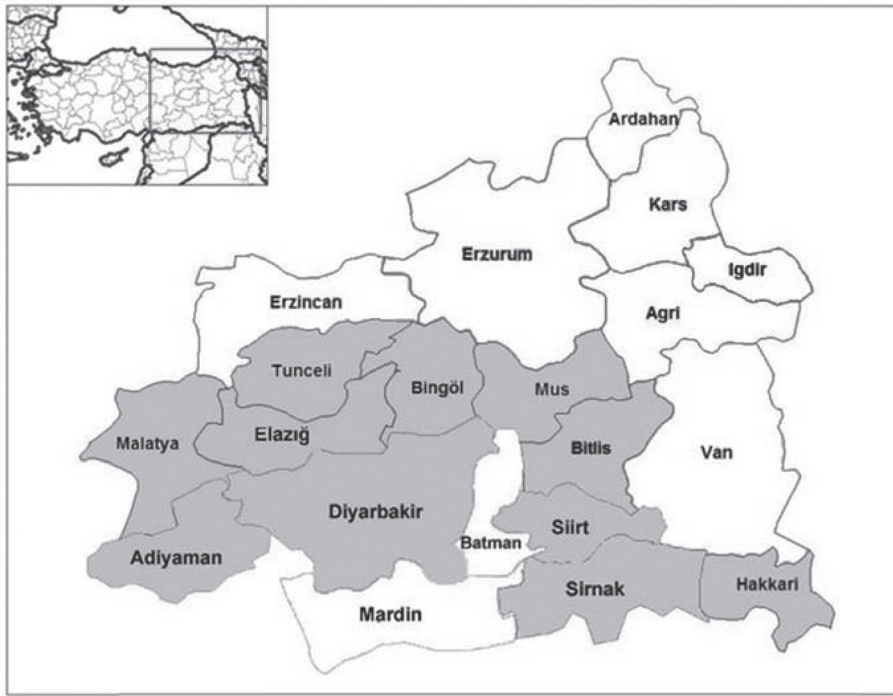 Ardahan
Kars
Erzurum
Igdir
Erzincan
Agri
Tunceli
Bingöl
Mus
Malatya
Elazığ
Bitlis
Van
Diyarbakir
Siirt
Batman
Adiyaman
Sirnak
Hakkari
Mardin